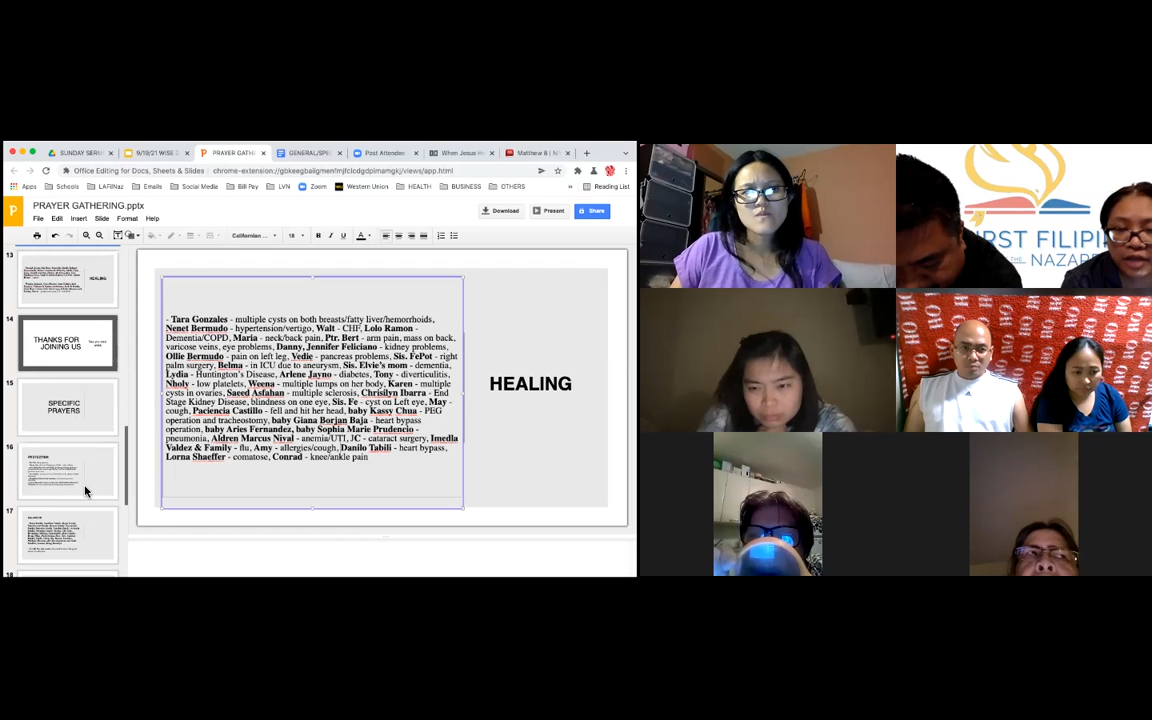 SUNDAY SERM
9/19/21 WISE D
PRAYER GATHE
GENERAL/SPE
Post Attendee
When Jesus H
Matthew 8 | N
Office Editing for Docs, Sheets & Slides
chrome-extension://gbkeegbaiigmenfmjfclcdgdpimamgkj/views/app.html
Apps
Schools
LAFilNaz
Emails
Social Media
Bill Pay
LVN
Zoom
Western Union
HEALTH
BUSINESS
OTHERS
Reading List
PRAYER GATHERING.pptx
File Edit Insert Slide Format Help
Download
Present
Share
Californian ...
18
13
HEALING
14
THANKS FOR
JOINING US
15
SPECIFIC
PRAYERS
16
PROTECTION
17
- Tara Gonzales - multiple cysts on both breasts/fatty liver/hemorrhoids,
Nenet Bermudo - hypertension/vertigo, Walt - CHF, Lolo Ramon -
Dementia/COPD, Maria - neck/back pain, Ptr. Bert - arm pain, mass on back,
varicose veins, eye problems, Danny, Jennifer Feliciano - kidney problems,
Ollie Bermudo - pain on left leg, Vedie - pancreas problems, Sis. FePot - right
palm surgery, Belma - in ICU due to aneurysm, Sis. Elvie's mom - dementia,
Lydia - Huntington's Disease, Arlene Jayno - diabetes, Tony - diverticulitis,
Nholy - low platelets, Weena - multiple lumps on her body, Karen - multiple
cysts in ovaries, Saeed Asfahan - multiple sclerosis, Chrisilyn Ibarra - End
Stage Kidney Disease, blindness on one eye, Sis. Fe - cyst on Left eye, May -
cough, Paciencia Castillo - fell and hit her head, baby Kassy Chua - PEG
operation and tracheostomy, baby Giana Borjan Baja - heart bypass
operation, baby Aries Fernandez, baby Sophia Marie Prudencio -
pneumonia, Aldren Marcus Nival - anemia/UTI, JC - cataract surgery, Imedla
Valdez & Family - flu, Amy - allergies/cough, Danilo Tabili - heart bypass,
Lorna Shaeffer - comatose, Conrad - knee/ankle pain
HEALING
FIRST FILIPI
THE NAZARE
HO HO HO